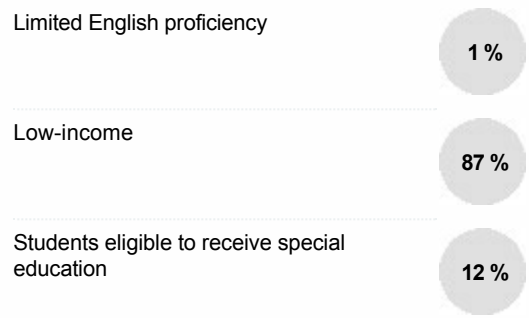 Limited English proficiency
1 %
Low-income
87 %
Students eligible to receive special
education
12 %